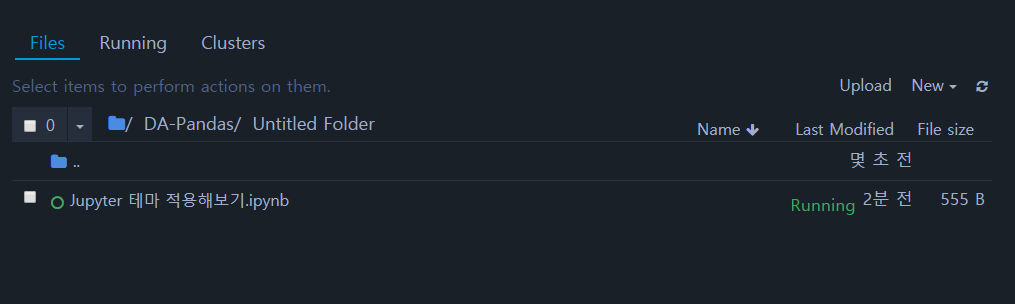 Files Running Clusters
Select items to perform actions on them. Upload New
0 / DA-Pandas/ Untitled Folder Name Last Modified File size
.. 몇 초 전
Jupyter 테마 적용해보기.ipynb Running 2분 전 555 B